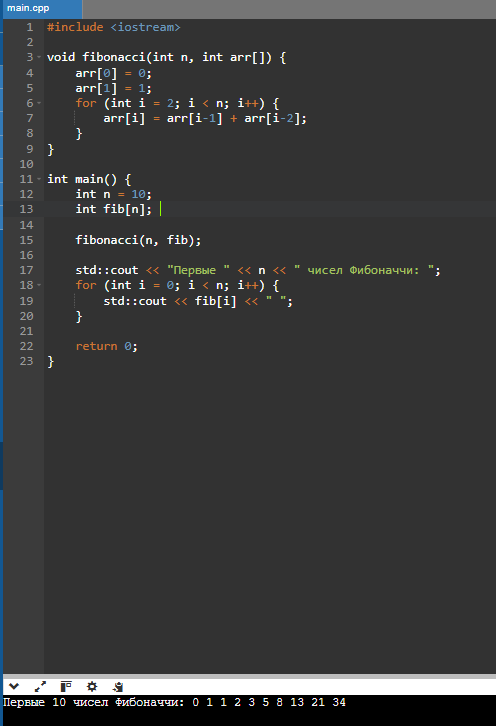 main.cpp
1 #include <iostream>
2
3 void fibonacci(int n, int arr[]) {
4     arr[0] = 0;
5     arr[1] = 1;
6     for (int i = 2; i < n; i++) {
7         arr[i] = arr[i-1] + arr[i-2];
8     }
9 }
10
11 int main() {
12     int n = 10;
13     int fib[n];
14
15     fibonacci(n, fib);
16
17     std::cout << "Первые " << n << " чисел Фибоначчи: ";
18     for (int i = 0; i < n; i++) {
19         std::cout << fib[i] << " ";
20     }
21
22     return 0;
23 }
Первые 10 чисел Фибоначчи: 0 1 1 2 3 5 8 13 21 34